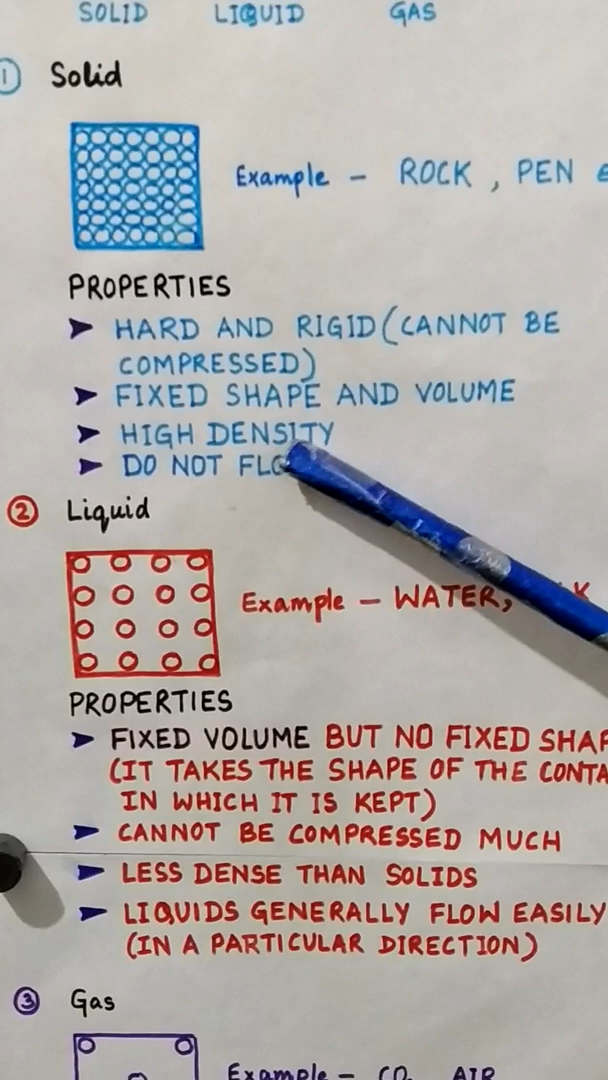 SOLID LIQUID GAS
① Solid
Example - ROCK, PEN
PROPERTIES
➤ HARD AND RIGID (CANNOT BE
COMPRESSED)
➤ FIXED SHAPE AND VOLUME
➤ HIGH DENSITY
➤ DO NOT
② Liquid
Example - WATER,
PROPERTIES
➤ FIXED VOLUME BUT NO FIXED
(IT TAKES THE SHAPE OF THE
IN WHICH IT IS KEPT)
➤ CANNOT BE COMPRESSED MUCH
➤ LESS DENSE THAN SOLIDS
➤ LIQUIDS GENERALLY FLOW EASILY
(IN A PARTICULAR DIRECTION)
③ Gas
Example - CO₂ AIR